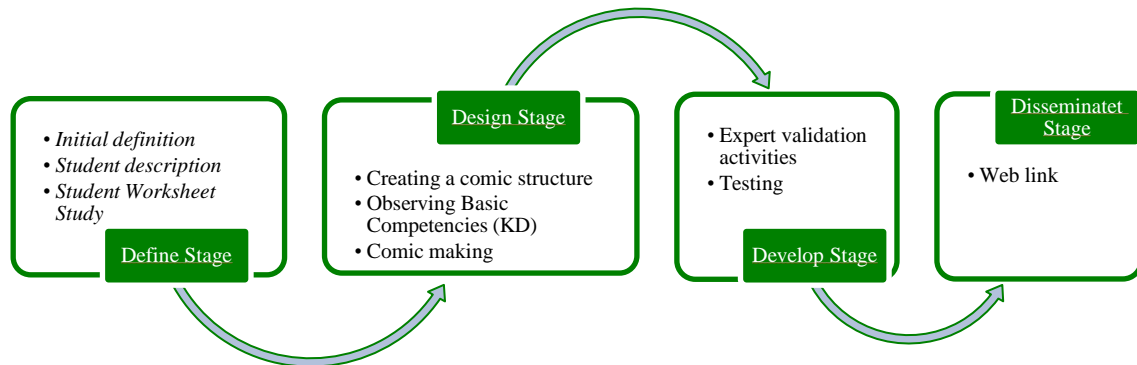 • Initial definition
• Student description
• Student Worksheet
Study
Define Stage
Design Stage
• Creating a comic structure
• Observing Basic
Competencies (KD)
• Comic making
• Expert validation
activities
• Testing
Develop Stage
Disseminatet
Stage
• Web link